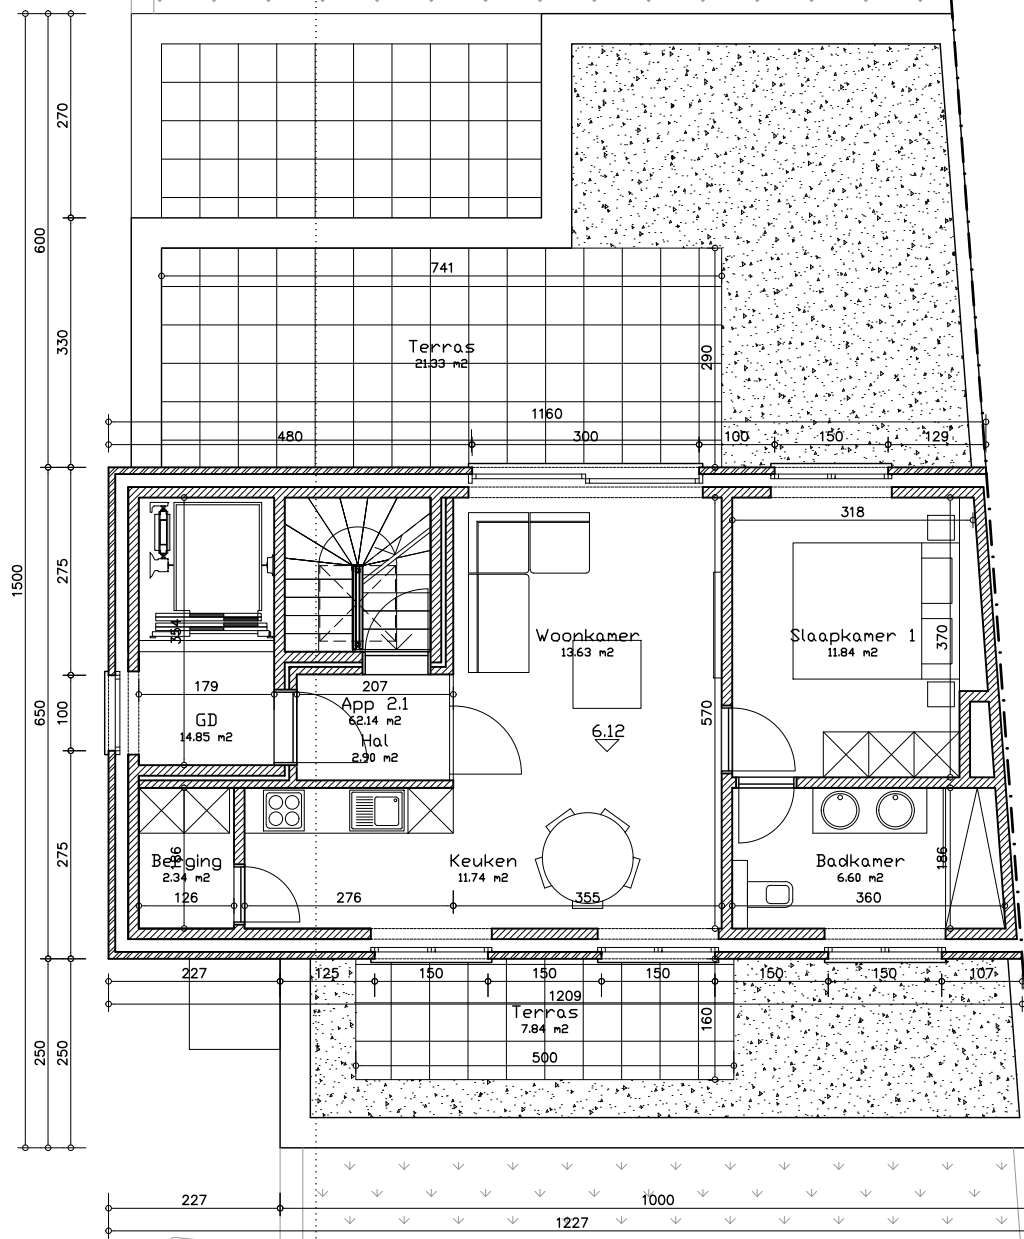 270
600
741
330
Terras
21.33 m2
290
1160
480
300
100
150
129
318
1500
275
354
Woonkamer
13.63 m2
Slaapkamer 1
11.84 m2
370
179
207
App 2.1
62.14 m2
GD
14.85 m2
Hal
2.90 m2
6.12
570
650
100
275
Berging
2.34 m2
186
Keuken
11.74 m2
Badkamer
6.60 m2
186
126
276
355
360
227
125
150
150
150
150
150
107
1209
Terras
7.84 m2
160
250
250
500
227
1000
1227